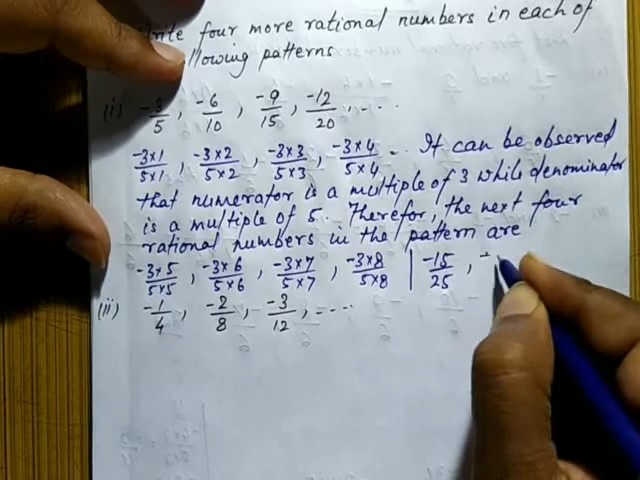 Write four more rational numbers in each of
llowing patterns
(i) -3/5, -6/10, -9/15, -12/20, ....
-3×1/5×1, -3×2/5×2, -3×3/5×3, -3×4/5×4 .. It can be observed
that numerator is a multiple of 3 while denominator
is a multiple of 5. Therefor, the next four
rational numbers in the pattern are
-3×5/5×5, -3×6/5×6, -3×7/5×7, -3×8/5×8 | -15/25,
(ii) -1/4, -2/8, -3/12, ....